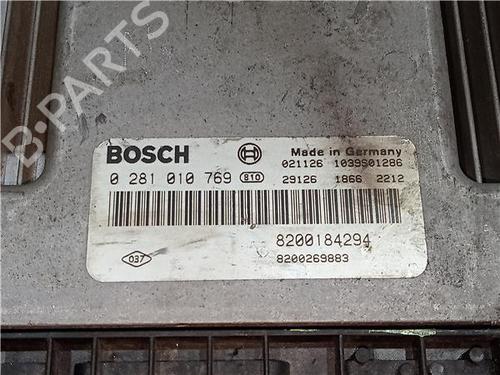 B-PARTS
BOSCH
Made in Germany
021126 1039S01286
0 281 010 769 810
29126 1866 2212
8200184294
037
8200269883